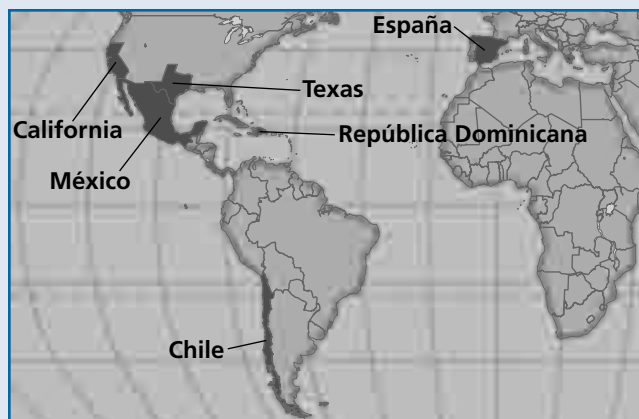 España
Texas
California
República Dominicana
México
Chile